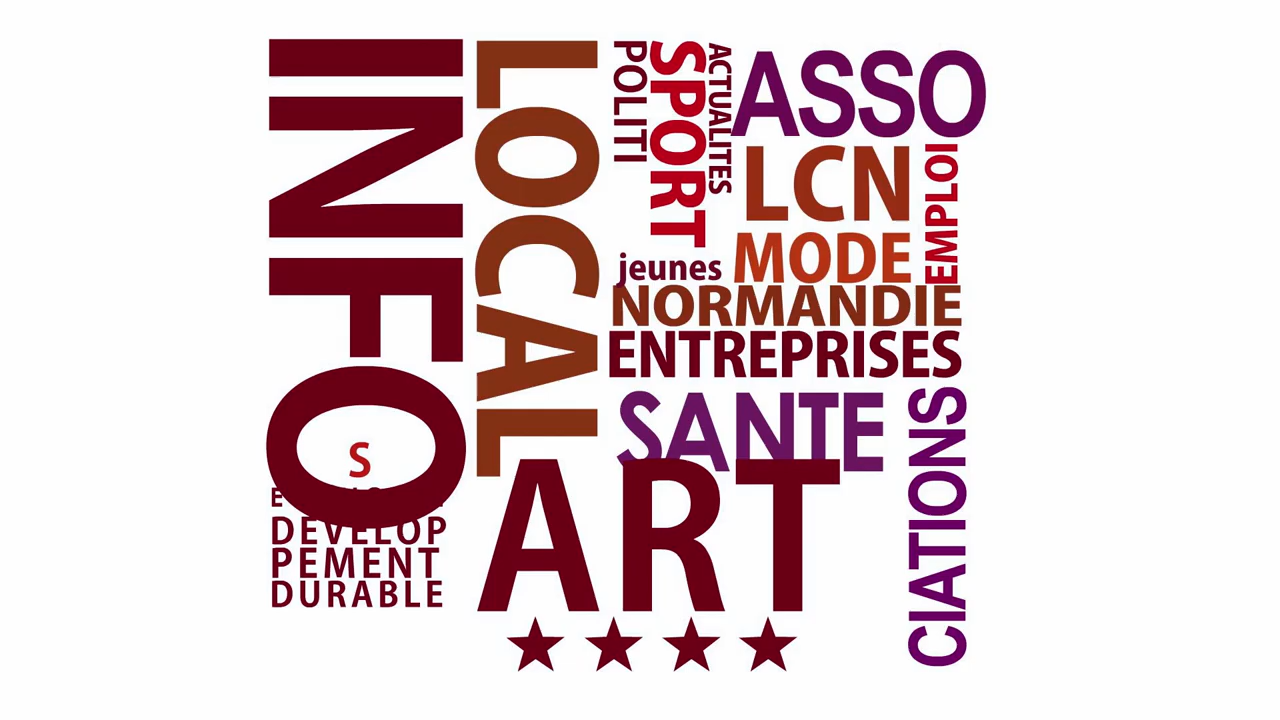 INFO
LOCAL
POLITI
SPORT
ACTUALITES
ASSO
LCN
EMPLOI
MODE
jeunes
NORMANDIE
ENTREPRISES
SANTE
CIATIONS
ART
S
DEVELOP
PEMENT
DURABLE